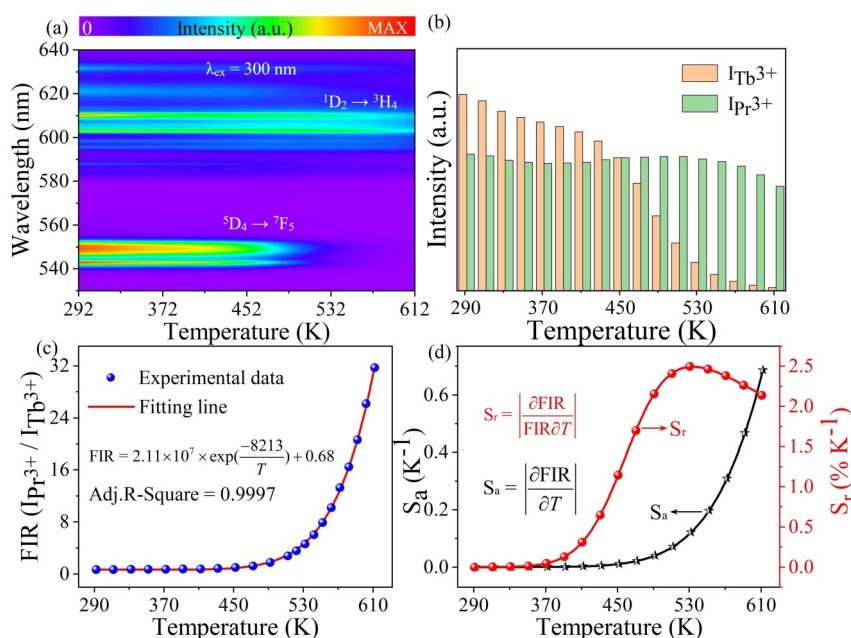 (a)
0 Intensity (a.u.) MAX
λex = 300 nm
¹D₂ → ³H₄
⁵D₄ → ⁷F₅
Wavelength (nm)
640
620
600
580
560
540
292 372 452 532 612
Temperature (K)
(b)
I_Tb³⁺
I_Pr³⁺
Intensity (a.u.)
290 370 450 530 610
Temperature (K)
(c)
Experimental data
Fitting line
FIR = 2.11×10⁷ × exp(-8213/T) + 0.68
Adj.R-Square = 0.9997
FIR (I_Pr³⁺ / I_Tb³⁺)
32
24
16
8
0
290 370 450 530 610
Temperature (K)
(d)
Sr = |∂FIR/FIR∂T|
Sa = |∂FIR/∂T|
Sr
Sa
Sa (K⁻¹)
0.6
0.4
0.2
0.0
Sr (% K⁻¹)
2.5
2.0
1.5
1.0
0.5
0.0
290 370 450 530 610
Temperature (K)